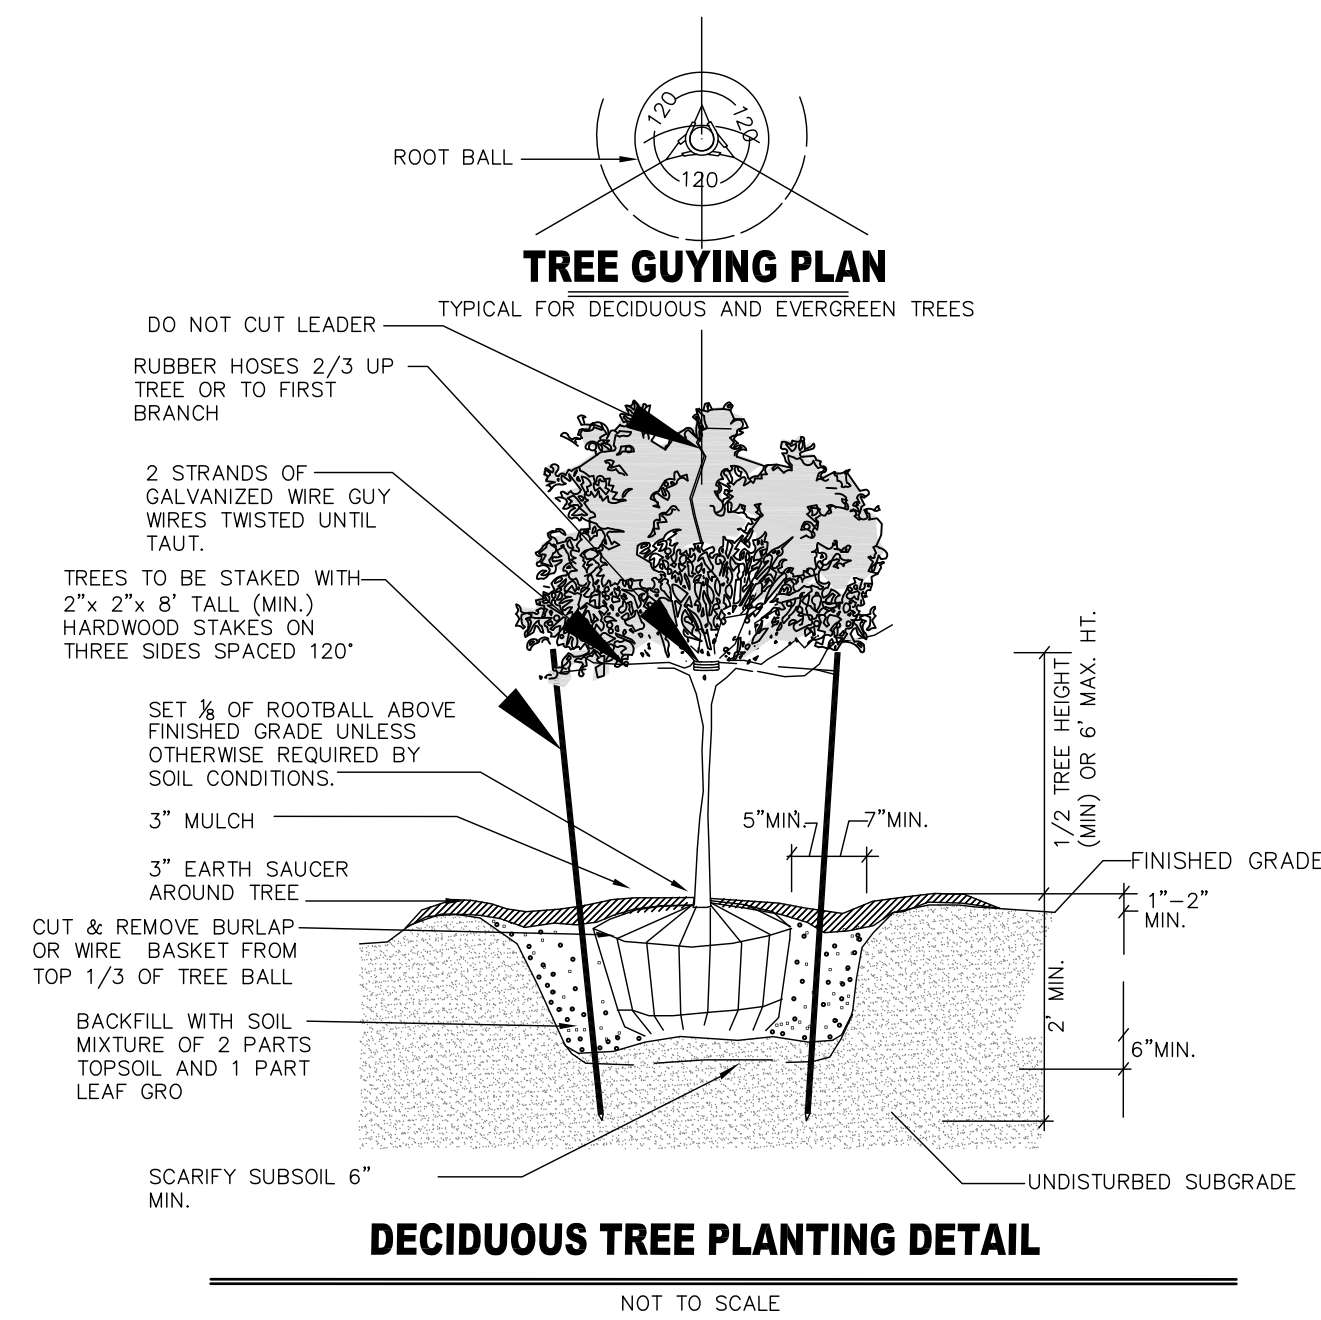 120
120
120
ROOT BALL
TREE GUYING PLAN
TYPICAL FOR DECIDUOUS AND EVERGREEN TREES
DO NOT CUT LEADER
RUBBER HOSES 2/3 UP
TREE OR TO FIRST
BRANCH
2 STRANDS OF
GALVANIZED WIRE GUY
WIRES TWISTED UNTIL
TAUT.
TREES TO BE STAKED WITH
2”x 2”x 8’ TALL (MIN.)
HARDWOOD STAKES ON
THREE SIDES SPACED 120°
SET ⅛ OF ROOTBALL ABOVE
FINISHED GRADE UNLESS
OTHERWISE REQUIRED BY
SOIL CONDITIONS.
3” MULCH
3” EARTH SAUCER
AROUND TREE
CUT & REMOVE BURLAP
OR WIRE BASKET FROM
TOP 1/3 OF TREE BALL
BACKFILL WITH SOIL
MIXTURE OF 2 PARTS
TOPSOIL AND 1 PART
LEAF GRO
SCARIFY SUBSOIL 6”
MIN.
5”MIN.
7”MIN.
1/2 TREE HEIGHT
(MIN) OR 6’ MAX. HT.
FINISHED GRADE
1”-2”
MIN.
2’ MIN.
6”MIN.
UNDISTURBED SUBGRADE
DECIDUOUS TREE PLANTING DETAIL
NOT TO SCALE